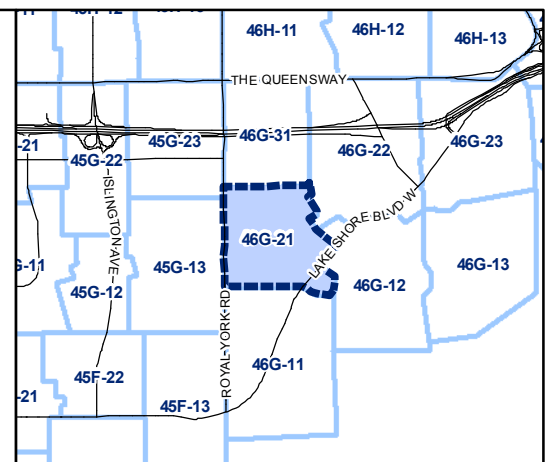 46H-11
46H-12
46H-13
THE QUEENSWAY
-21
45G-22
45G-23
46G-31
46G-22
46G-23
ISLINGTON AVE
46G-21
LAKE SHORE BLVD W
45G-13
46G-12
46G-13
G-11
45G-12
ROYAL YORK RD
46G-11
45F-22
-21
45F-13